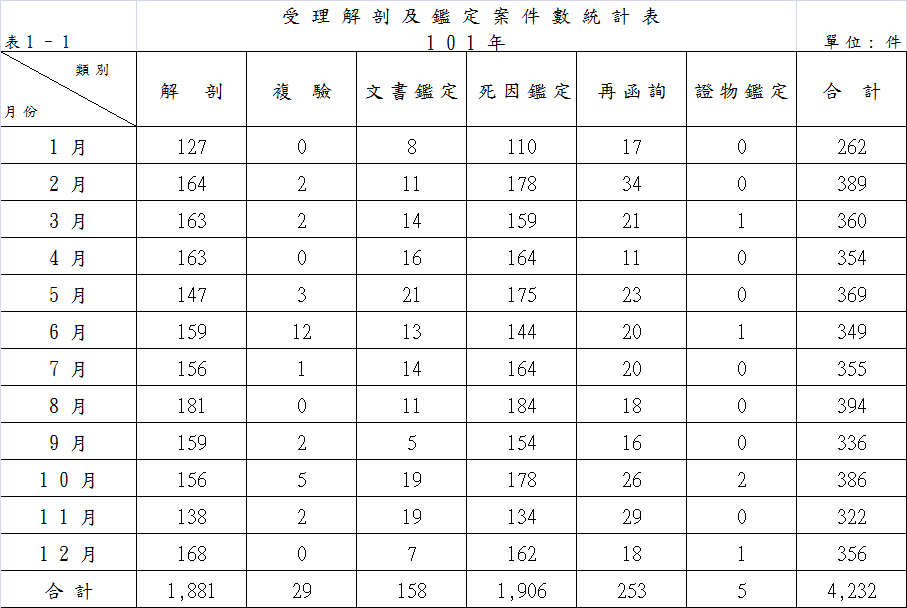 受理解剖及鑑定案件數統計表
表1-1 101年 單位：件
類別
月份
解剖 複驗 文書鑑定 死因鑑定 再函詢 證物鑑定 合計
1月 127 0 8 110 17 0 262
2月 164 2 11 178 34 0 389
3月 163 2 14 159 21 1 360
4月 163 0 16 164 11 0 354
5月 147 3 21 175 23 0 369
6月 159 12 13 144 20 1 349
7月 156 1 14 164 20 0 355
8月 181 0 11 184 18 0 394
9月 159 2 5 154 16 0 336
10月 156 5 19 178 26 2 386
11月 138 2 19 134 29 0 322
12月 168 0 7 162 18 1 356
合計 1,881 29 158 1,906 253 5 4,232